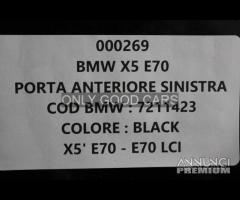 000269
BMW X5 E70
PORTA ANTERIORE SINISTRA
ONLY GOOD CARS
COD BMW : 7211423
COLORE : BLACK
X5' E70 - E70 LCI
ANNUNCI
PREMIUM